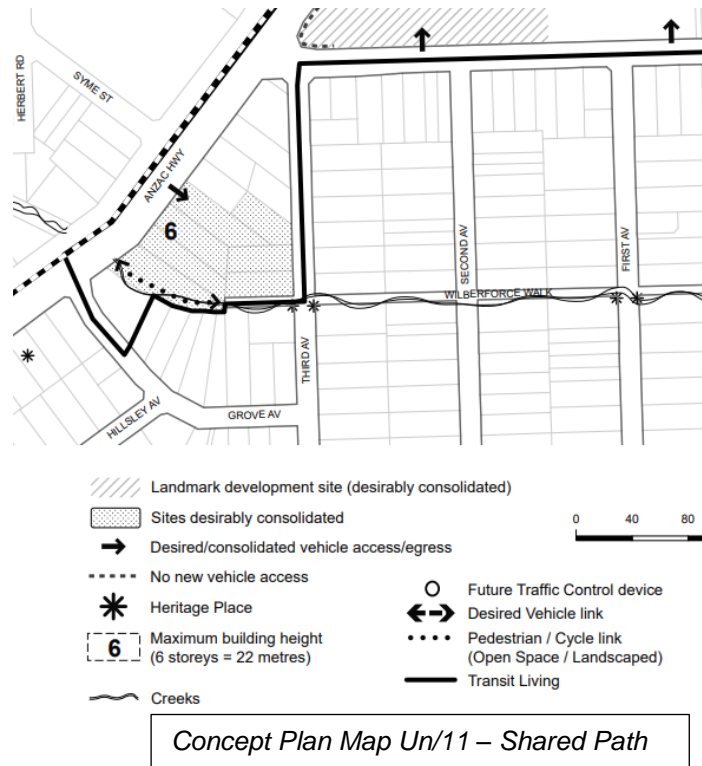 HERBERT RD
SYME ST
ANZAC HWY
6
SECOND AV
FIRST AV
WILBERFORCE WALK
THIRD AV
HILLSLEY AV
GROVE AV
Landmark development site (desirably consolidated)
Sites desirably consolidated
0 40 80
Desired/consolidated vehicle access/egress
No new vehicle access
Future Traffic Control device
Heritage Place
Desired Vehicle link
6
Maximum building height
(6 storeys = 22 metres)
Pedestrian / Cycle link
(Open Space / Landscaped)
Transit Living
Creeks
Concept Plan Map Un/11 – Shared Path